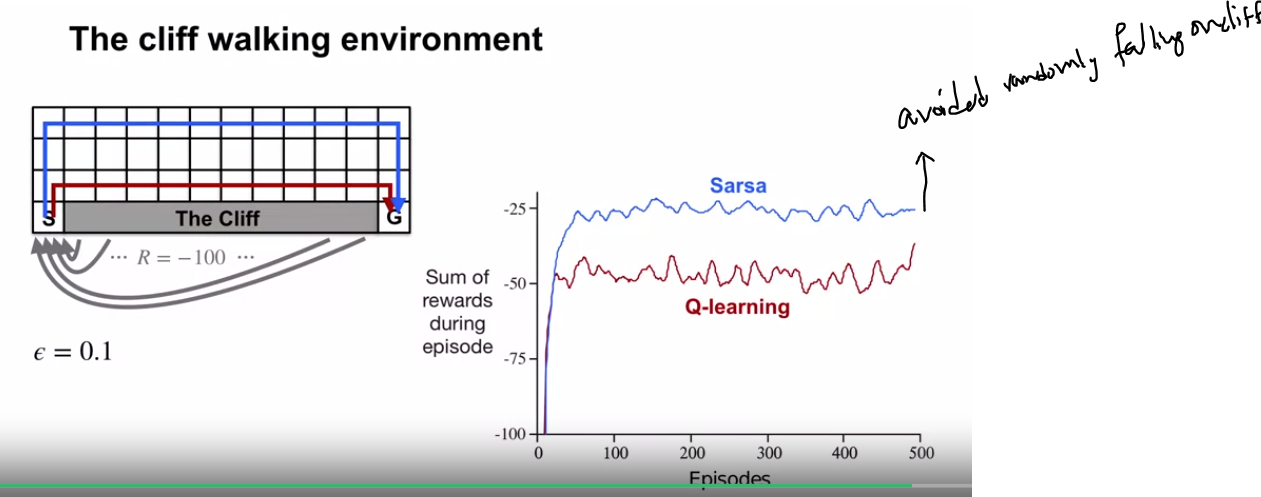 The cliff walking environment
avoided randomly falling on cliff
S
The Cliff
G
... R = −100 ...
ϵ = 0.1
Sum of
rewards
during
episode
-25
-50
-75
-100
Sarsa
Q-learning
0 100 200 300 400 500
Episodes